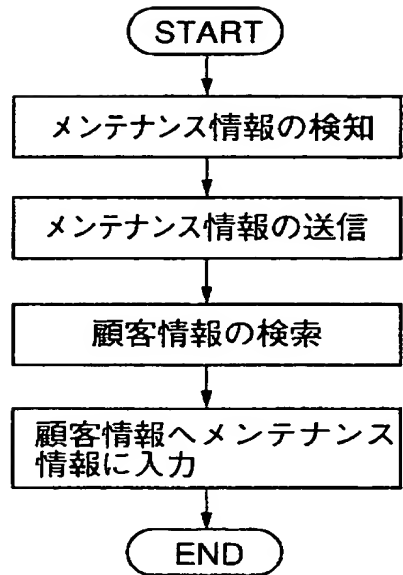 START
メンテナンス情報の検知
メンテナンス情報の送信
顧客情報の検索
顧客情報へメンテナンス
情報に入力
END